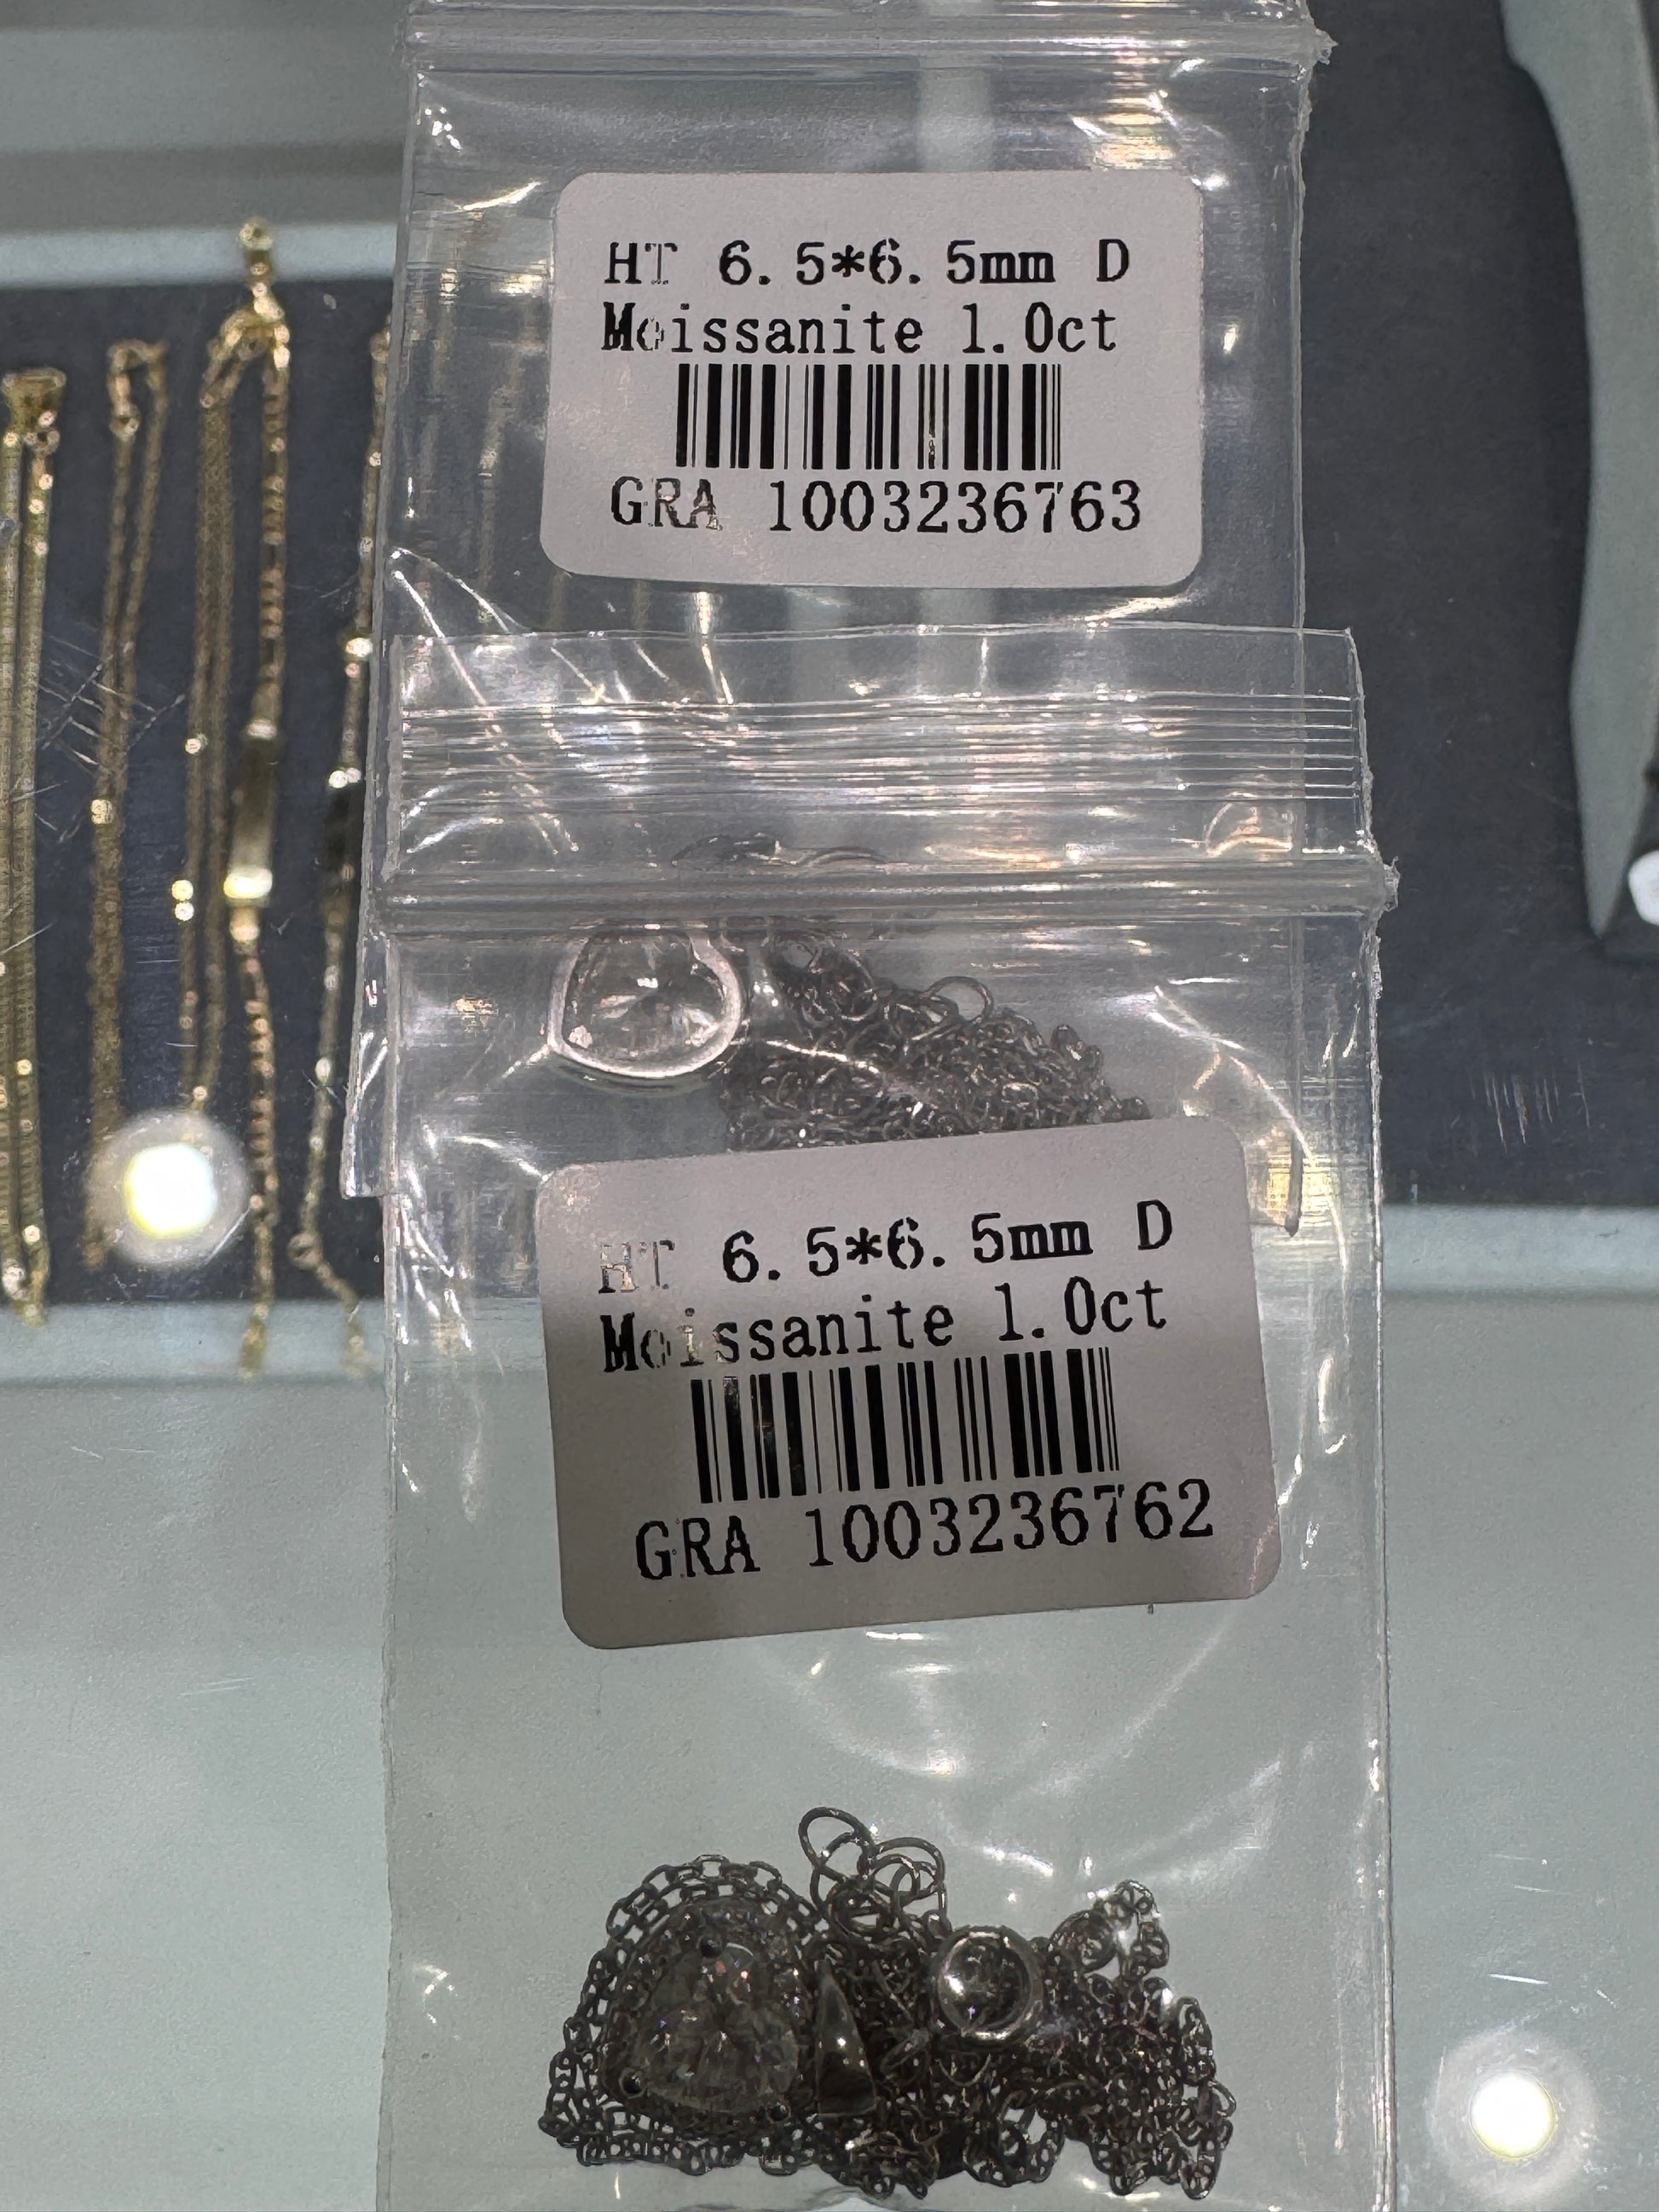 HT 6.5*6.5mm D
Moissanite 1.0ct
GRA 1003236763
HT 6.5*6.5mm D
Moissanite 1.0ct
GRA 1003236762